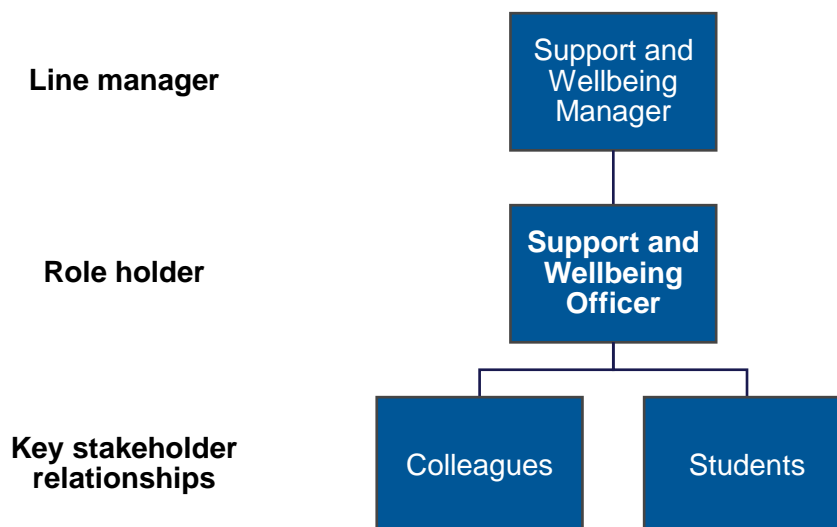 Line manager
Support and
Wellbeing
Manager
Role holder
Support and
Wellbeing
Officer
Key stakeholder
relationships
Colleagues
Students